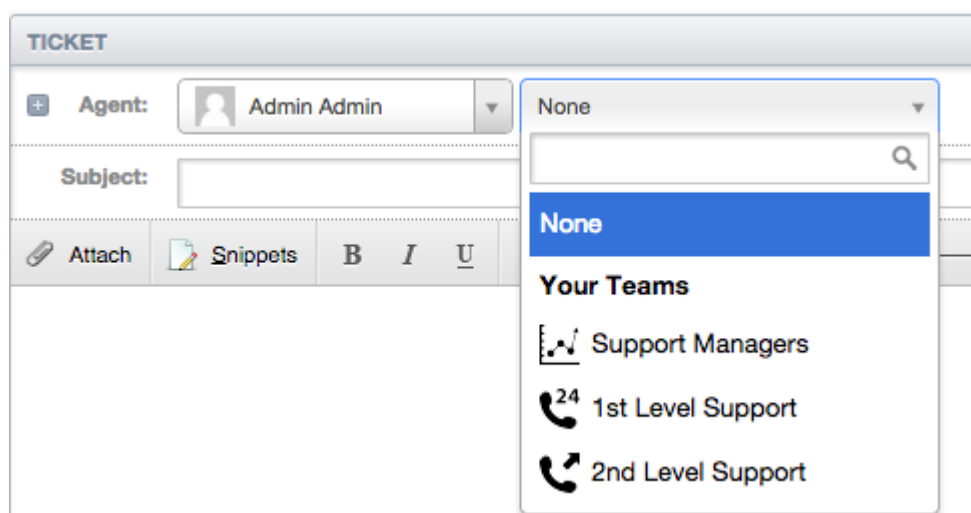 TICKET
Agent: Admin Admin None
Subject:
None
Attach Snippets B I U
Your Teams
Support Managers
24 1st Level Support
2nd Level Support